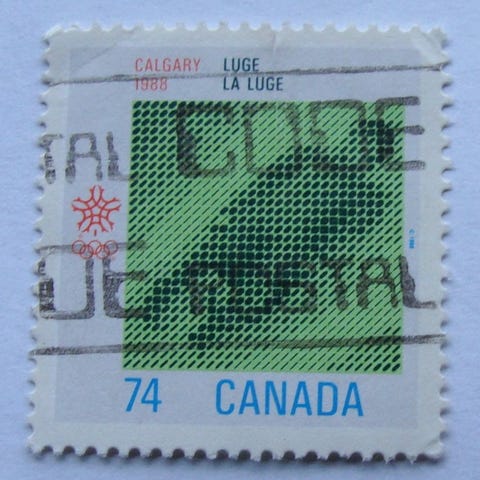 CALGARY LUGE
1988 LA LUGE
TAL CODE
DE POSTAL
74 CANADA